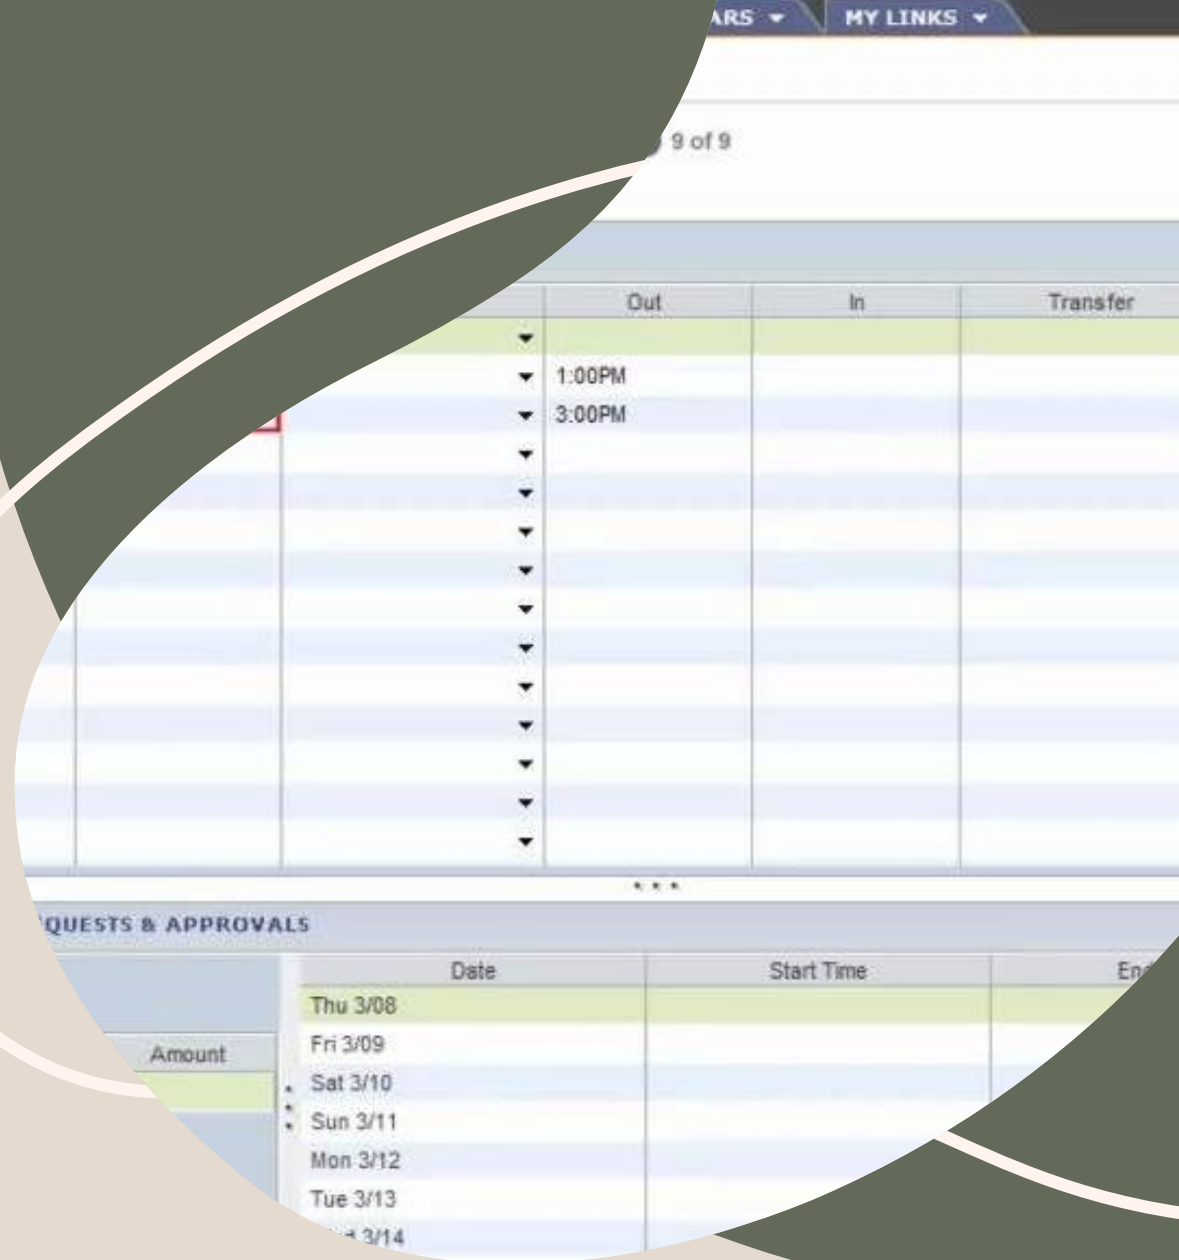 ARS MY LINKS
9 of 9
Out In Transfer
1:00PM
3:00PM
QUESTS & APPROVALS
Date Start Time
Thu 3/08
Amount Fri 3/09
Sat 3/10
Sun 3/11
Mon 3/12
Tue 3/13
3/14